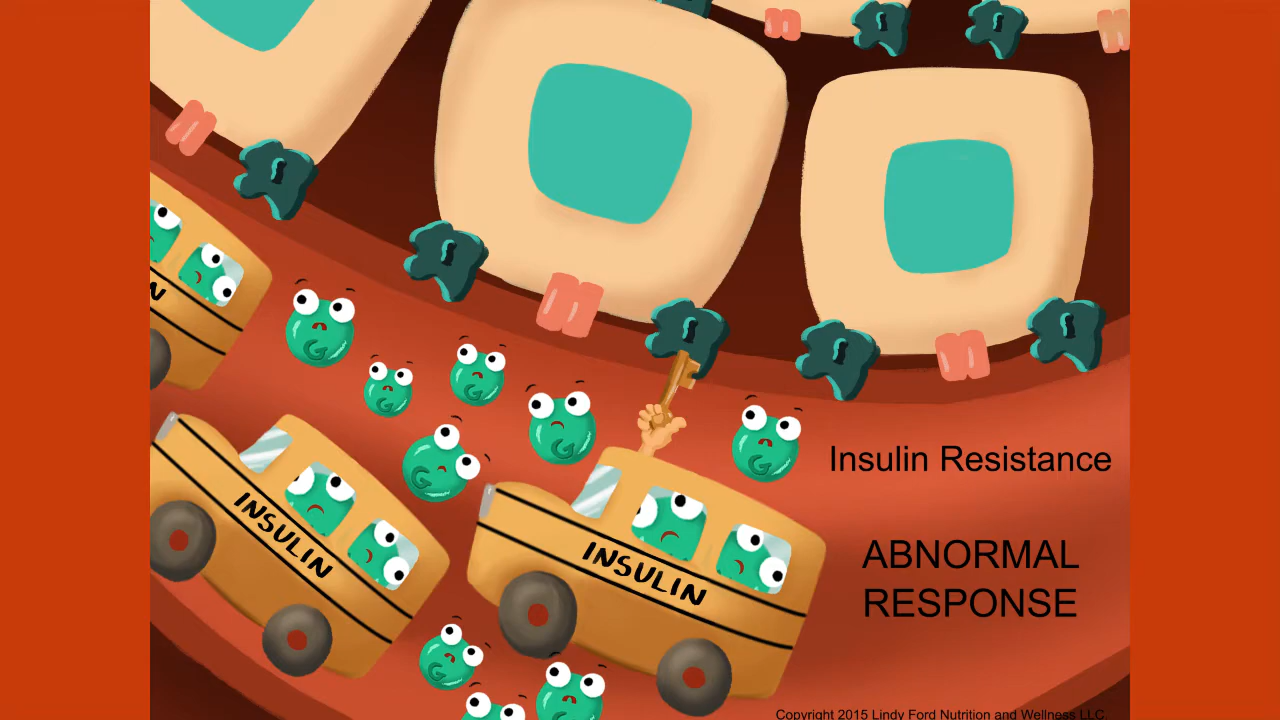 N
G
G
G
G
G
G
Insulin Resistance
INSULIN
INSULIN
ABNORMAL
RESPONSE
G
G
Copyright 2015 Lindy Ford Nutrition and Wellness LLC.